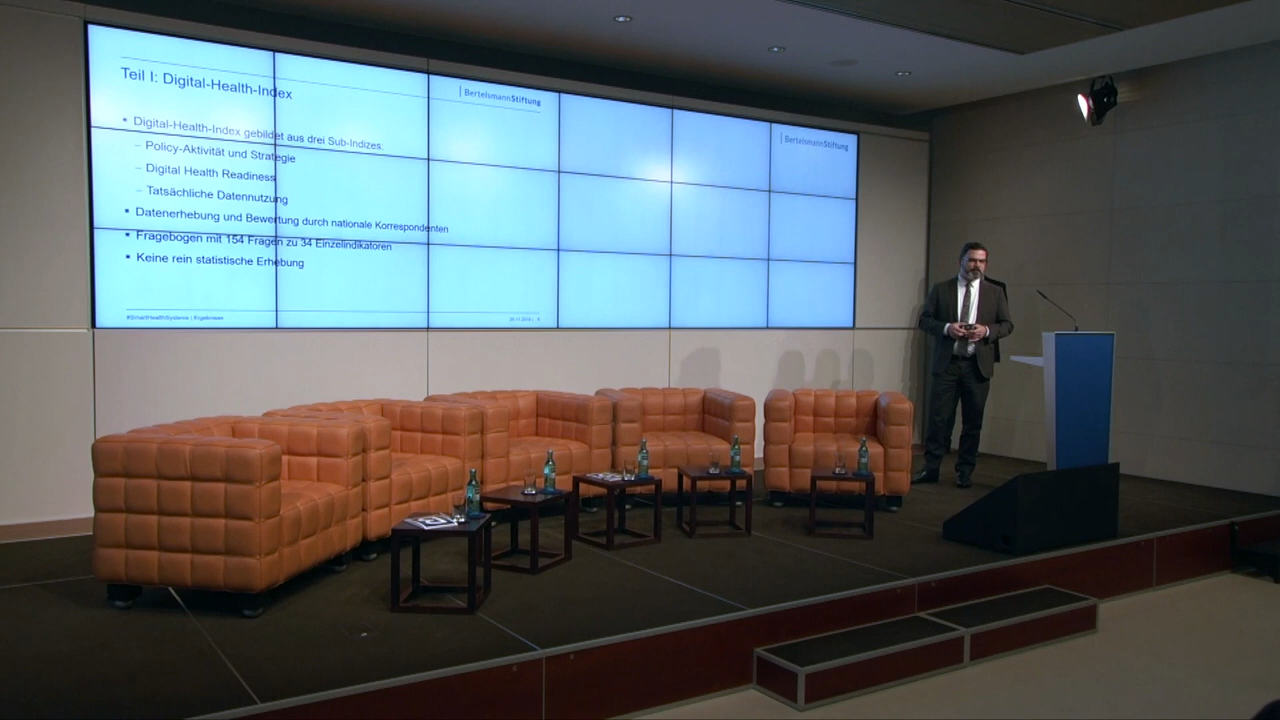 Teil I: Digital-Health-Index
BertelsmannStiftung
BertelsmannStiftung
Digital-Health-Index gebildet aus drei Sub-Indizes:
– Policy-Aktivität und Strategie
– Digital Health Readiness
– Tatsächliche Datennutzung
Datenerhebung und Bewertung durch nationale Korrespondenten
Fragebogen mit 154 Fragen zu 34 Einzelindikatoren
Keine rein statistische Erhebung
#SmartHealthSystems | Ergebnisse